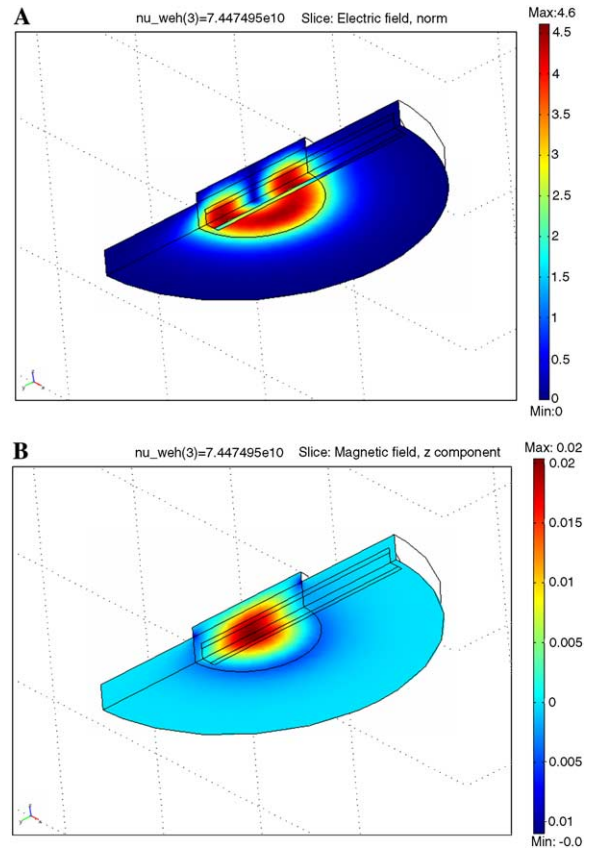 A
nu_weh(3)=7.447495e10 Slice: Electric field, norm
Max:4.6
4.5
4
3.5
3
2.5
2
1.5
1
0.5
0
Min:0
B
nu_weh(3)=7.447495e10 Slice: Magnetic field, z component
Max: 0.02
0.02
0.015
0.01
0.005
0
0.005
0.01
Min: -0.0